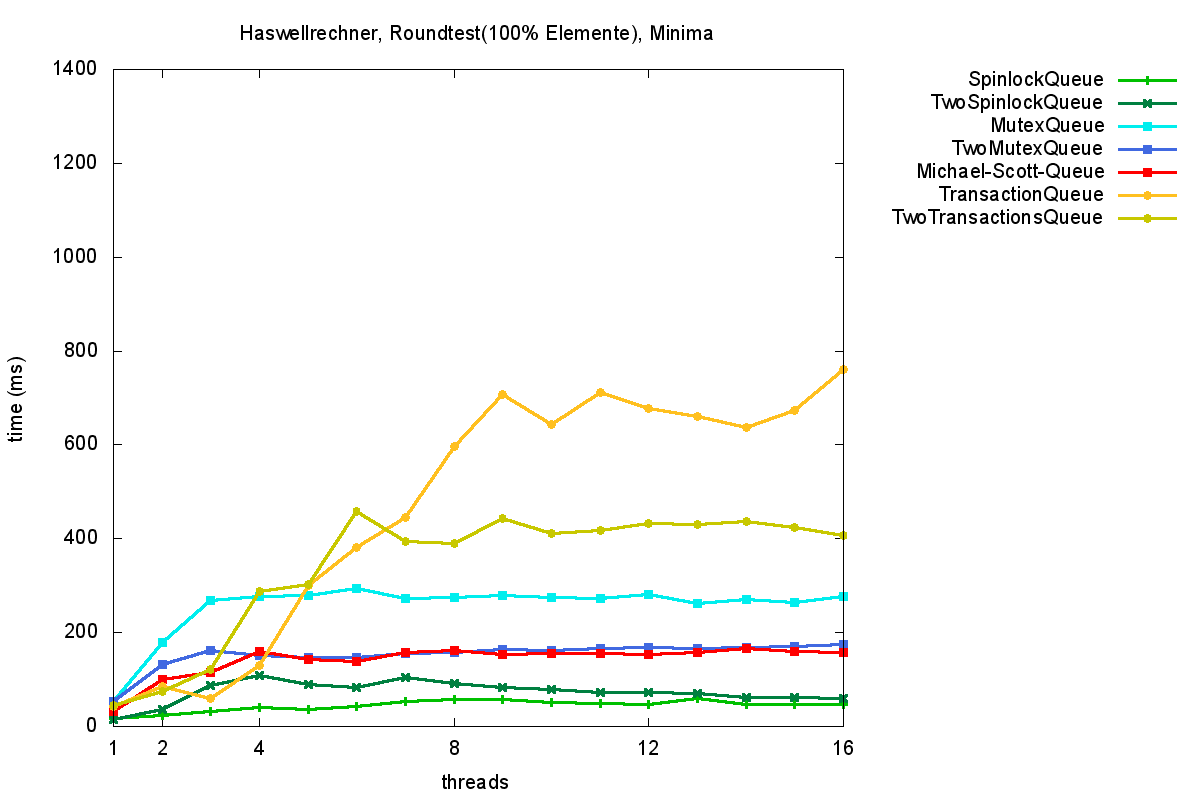 Haswellrechner, Roundtest(100% Elemente), Minima
1400
1200
1000
800
600
400
200
0
time (ms)
1 2 4 8 12 16
threads
SpinlockQueue
TwoSpinlockQueue
MutexQueue
TwoMutexQueue
Michael-Scott-Queue
TransactionQueue
TwoTransactionsQueue